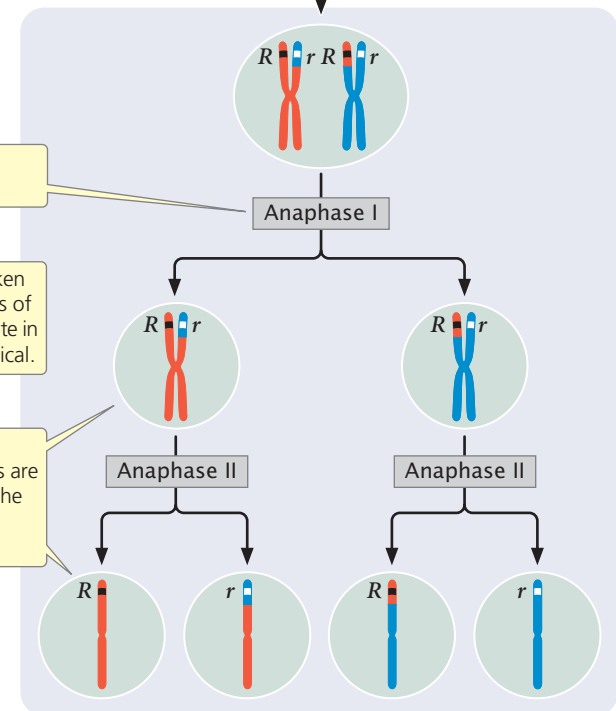 R r R r
Anaphase I
ken
s of
te in
ical.
R r
R r
s are
he
Anaphase II
Anaphase II
R
r
R
r